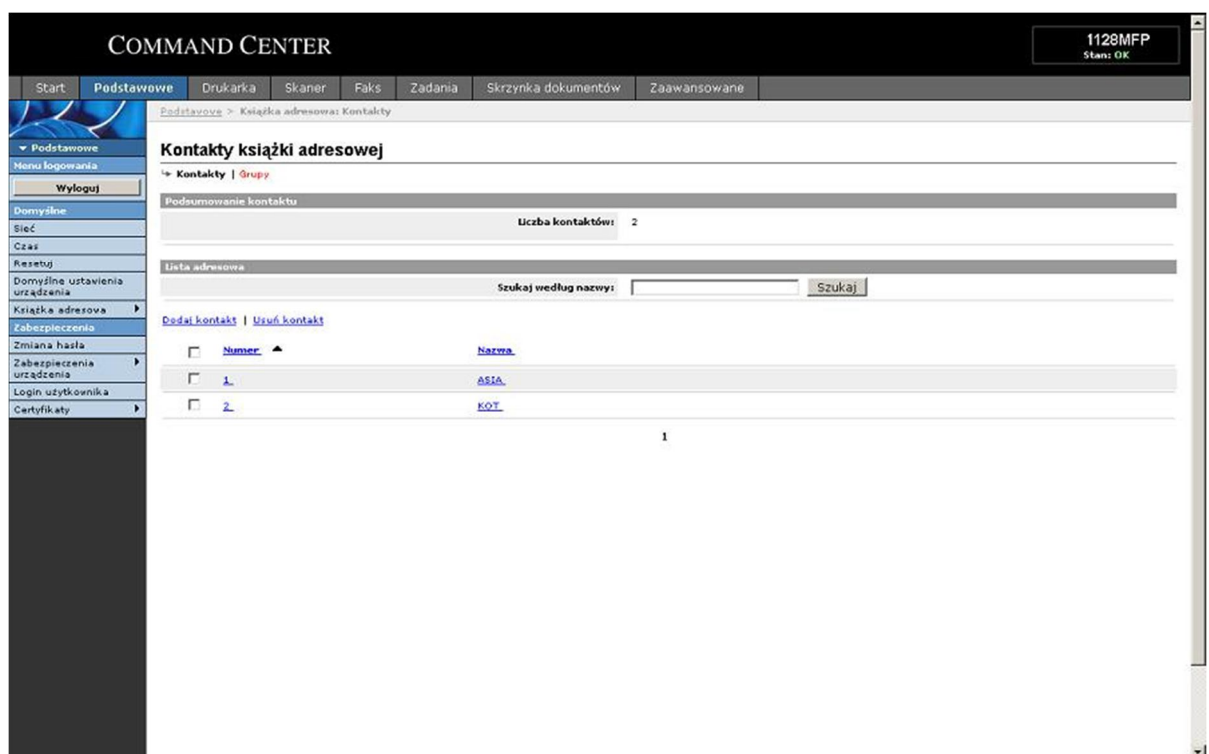 COMMAND CENTER
1128MFP
Stan: OK
Start Podstawowe Drukarka Skaner Faks Zadania Skrzynka dokumentów Zaawansowane
Podstawowe > Książka adresowa: Kontakty
Podstawowe
Menu logowania
Wyloguj
Domyślne
Sieć
Czas
Resetuj
Domyślne ustawienia
urządzenia
Książka adresowa
Zabezpieczenia
Zmiana hasła
Zabezpieczenia
urządzenia
Login użytkownika
Certyfikaty
Kontakty książki adresowej
Kontakty | Grupy
Podsumowanie kontaktu
Liczba kontaktów: 2
Lista adresowa
Szukaj według nazwy: Szukaj
Dodaj kontakt | Usuń kontakt
Numer Nazwa
1 ASIA
2 KOT
1